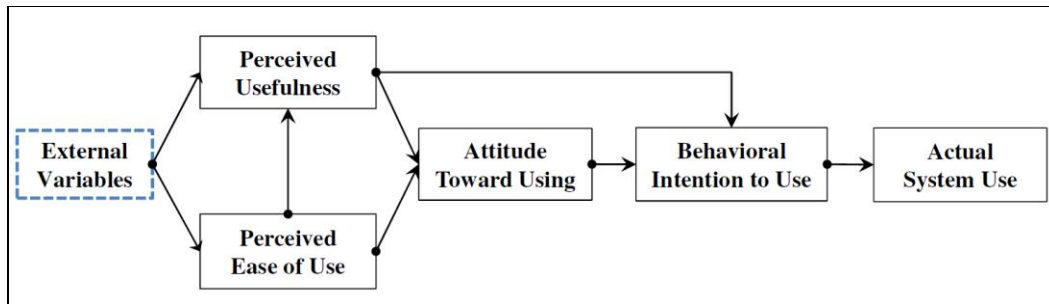 Perceived
Usefulness
External
Variables
Perceived
Ease of Use
Attitude
Toward Using
Behavioral
Intention to Use
Actual
System Use